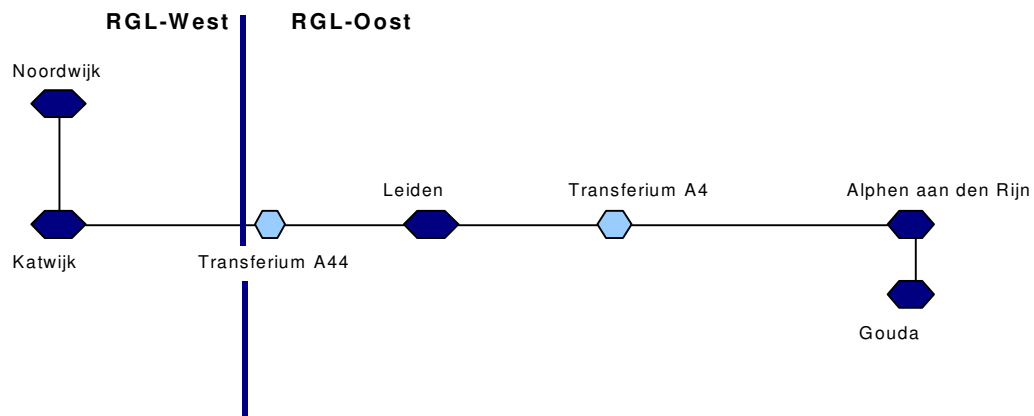 RGL-West
RGL-Oost
Noordwijk
Leiden
Transferium A4
Alphen aan den Rijn
Katwijk
Transferium A44
Gouda